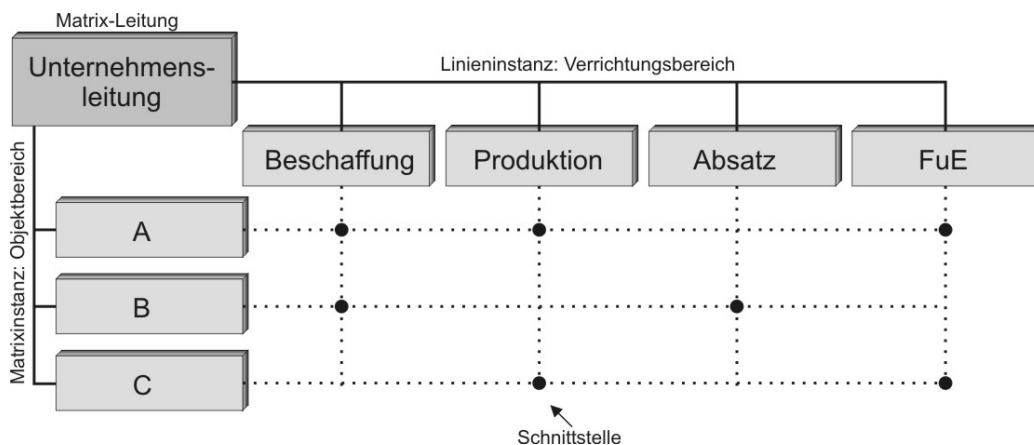 Matrix-Leitung
Unternehmens-
leitung
Linieninstanz: Verrichtungsbereich
Beschaffung
Produktion
Absatz
FuE
Matrixinstanz: Objektbereich
A
B
C
Schnittstelle